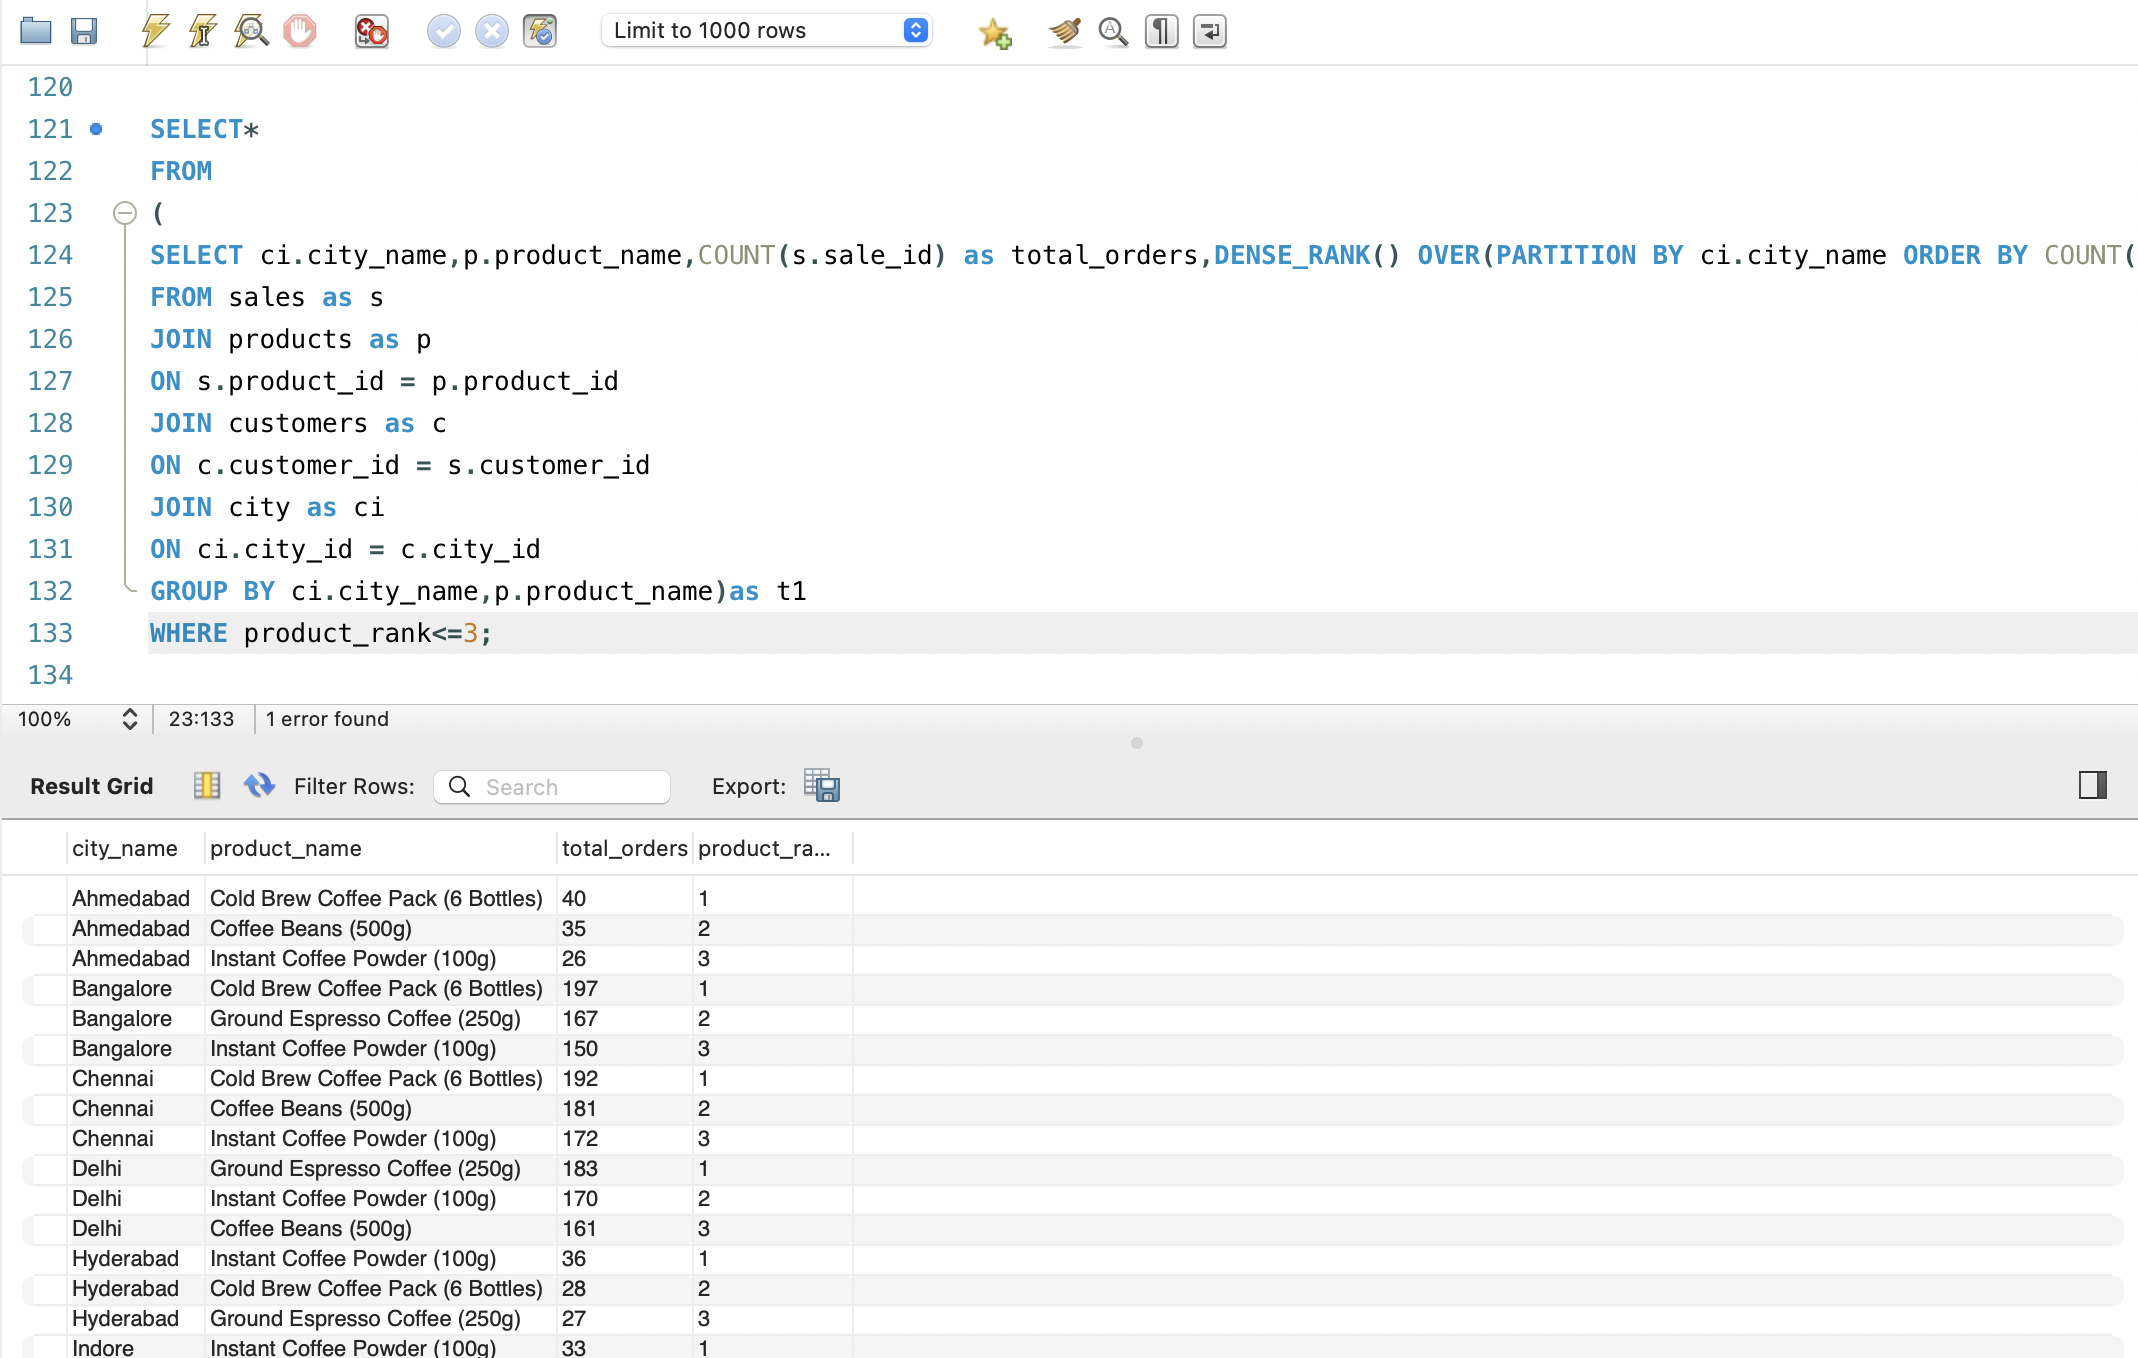 Limit to 1000 rows
120
121 SELECT*
122 FROM
123 (
124 SELECT ci.city_name,p.product_name,COUNT(s.sale_id) as total_orders,DENSE_RANK() OVER(PARTITION BY ci.city_name ORDER BY COUNT(
125 FROM sales as s
126 JOIN products as p
127 ON s.product_id = p.product_id
128 JOIN customers as c
129 ON c.customer_id = s.customer_id
130 JOIN city as ci
131 ON ci.city_id = c.city_id
132 GROUP BY ci.city_name,p.product_name)as t1
133 WHERE product_rank<=3;
134
100% 23:133 1 error found
Result Grid Filter Rows: Search Export:
city_name product_name total_orders product_ra...
Ahmedabad Cold Brew Coffee Pack (6 Bottles) 40 1
Ahmedabad Coffee Beans (500g) 35 2
Ahmedabad Instant Coffee Powder (100g) 26 3
Bangalore Cold Brew Coffee Pack (6 Bottles) 197 1
Bangalore Ground Espresso Coffee (250g) 167 2
Bangalore Instant Coffee Powder (100g) 150 3
Chennai Cold Brew Coffee Pack (6 Bottles) 192 1
Chennai Coffee Beans (500g) 181 2
Chennai Instant Coffee Powder (100g) 172 3
Delhi Ground Espresso Coffee (250g) 183 1
Delhi Instant Coffee Powder (100g) 170 2
Delhi Coffee Beans (500g) 161 3
Hyderabad Instant Coffee Powder (100g) 36 1
Hyderabad Cold Brew Coffee Pack (6 Bottles) 28 2
Hyderabad Ground Espresso Coffee (250g) 27 3
Indore Instant Coffee Powder (100g) 33 1